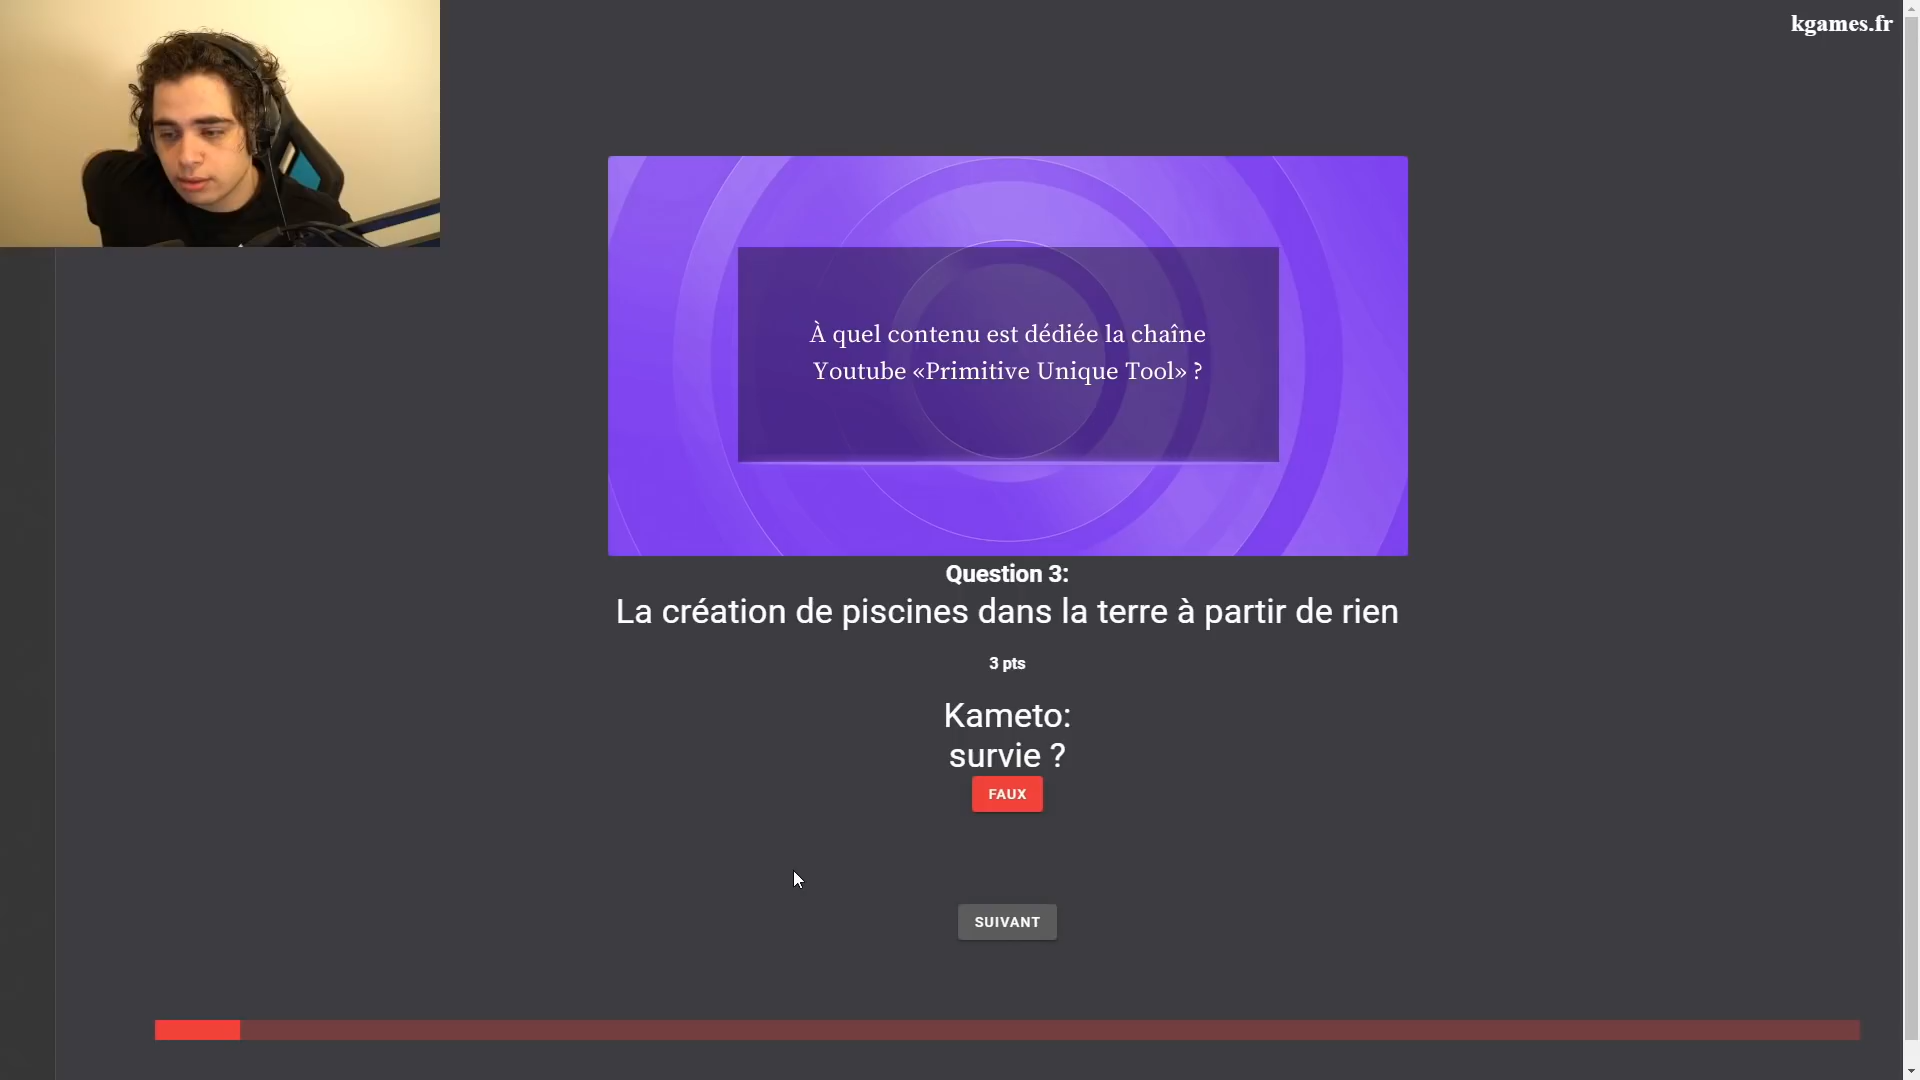 kgames.fr
À quel contenu est dédiée la chaîne
Youtube «Primitive Unique Tool» ?
Question 3:
La création de piscines dans la terre à partir de rien
3 pts
Kameto:
survie ?
FAUX
SUIVANT